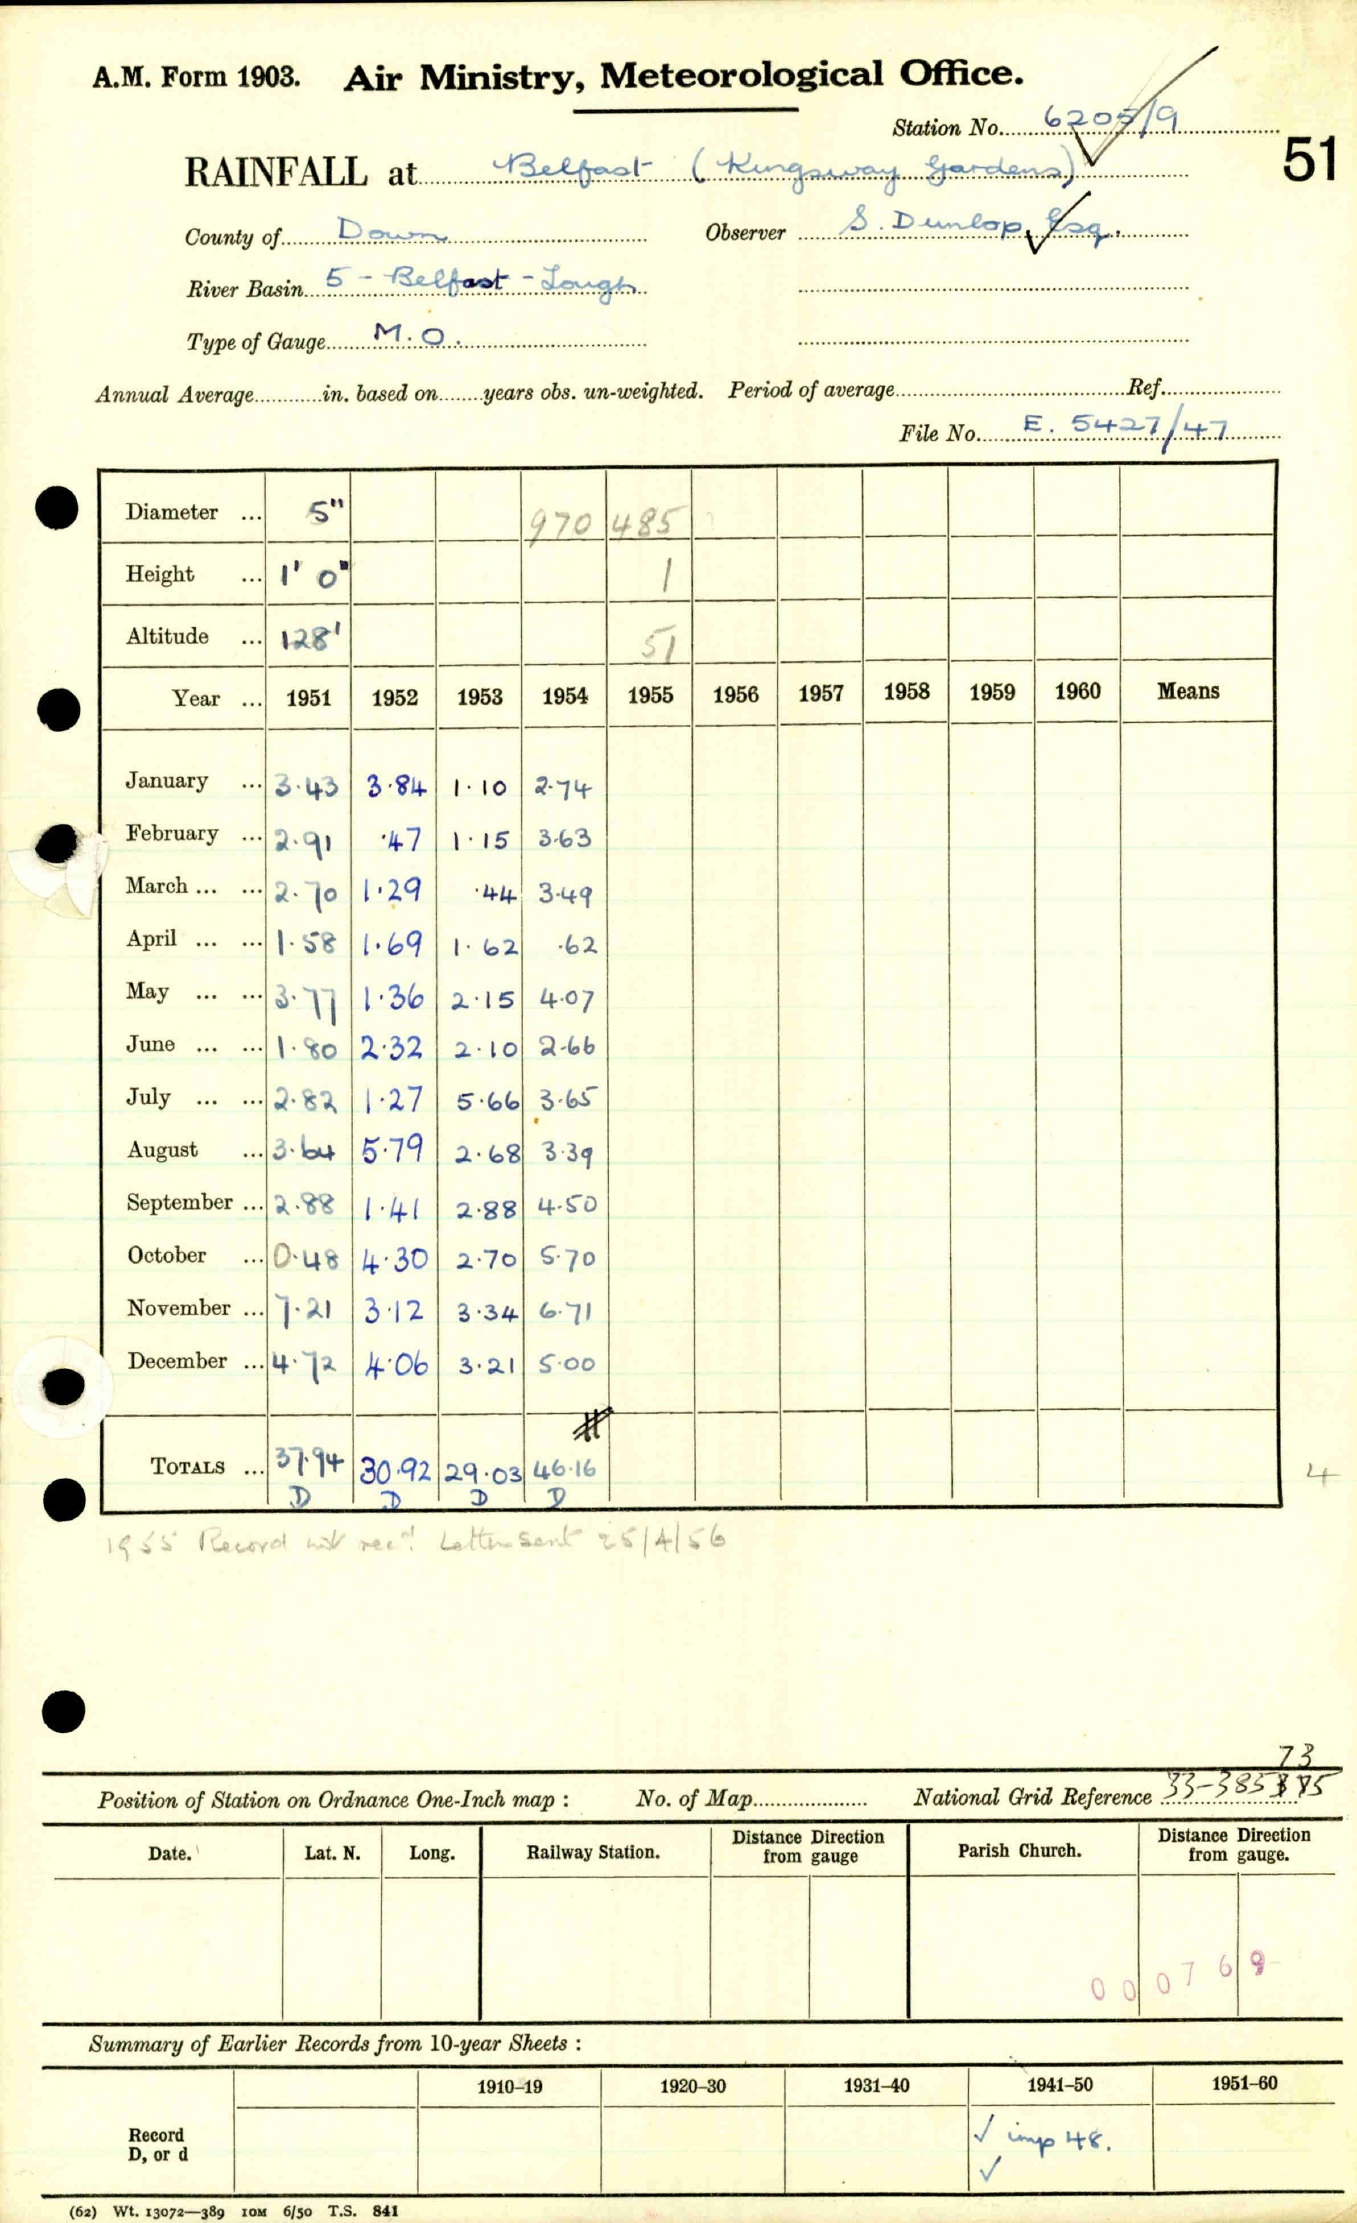 A.M. Form 1903. Air Ministry, Meteorological Office.
Station No. 6205/9
51
RAINFALL at Belfast (Kingsway Gardens)
County of Down Observer S. Dunlop, Esq.
River Basin 5 - Belfast - Lough
Type of Gauge M.O.
Annual Average in. based on years obs. un-weighted. Period of average Ref.
File No. E. 5427/47
Diameter ... 5" 970 485
Height ... 1' 0" 1
Altitude ... 128' 51
Year ... 1951 1952 1953 1954 1955 1956 1957 1958 1959 1960 Means
January ... 3.43 3.84 1.10 2.74
February ... 2.91 .47 1.15 3.63
March ... ... 2.70 1.29 .44 3.49
April ... ... 1.58 1.69 1.62 .62
May ... ... 3.77 1.36 2.15 4.07
June ... ... 1.80 2.32 2.10 2.66
July ... ... 2.82 1.27 5.66 3.65
August ... 3.64 5.79 2.68 3.39
September ... 2.88 1.41 2.88 4.50
October ... 0.48 4.30 2.70 5.70
November ... 7.21 3.12 3.34 6.71
December ... 4.72 4.06 3.21 5.00
TOTALS ... 37.94 30.92 29.03 46.16
D D D D
4
1955 Record not rec'd. Letter sent 25/4/56
73
Position of Station on Ordnance One-Inch map : No. of Map National Grid Reference 33-385
Date. Lat. N. Long. Railway Station. Distance Direction from gauge Parish Church. Distance Direction from gauge.
000769
Summary of Earlier Records from 10-year Sheets :
1910–19 1920–30 1931–40 1941–50 1951–60
Record D, or d ✓ imp 48.
✓
(62) Wt. 13072—389 10M 6/50 T.S. 841